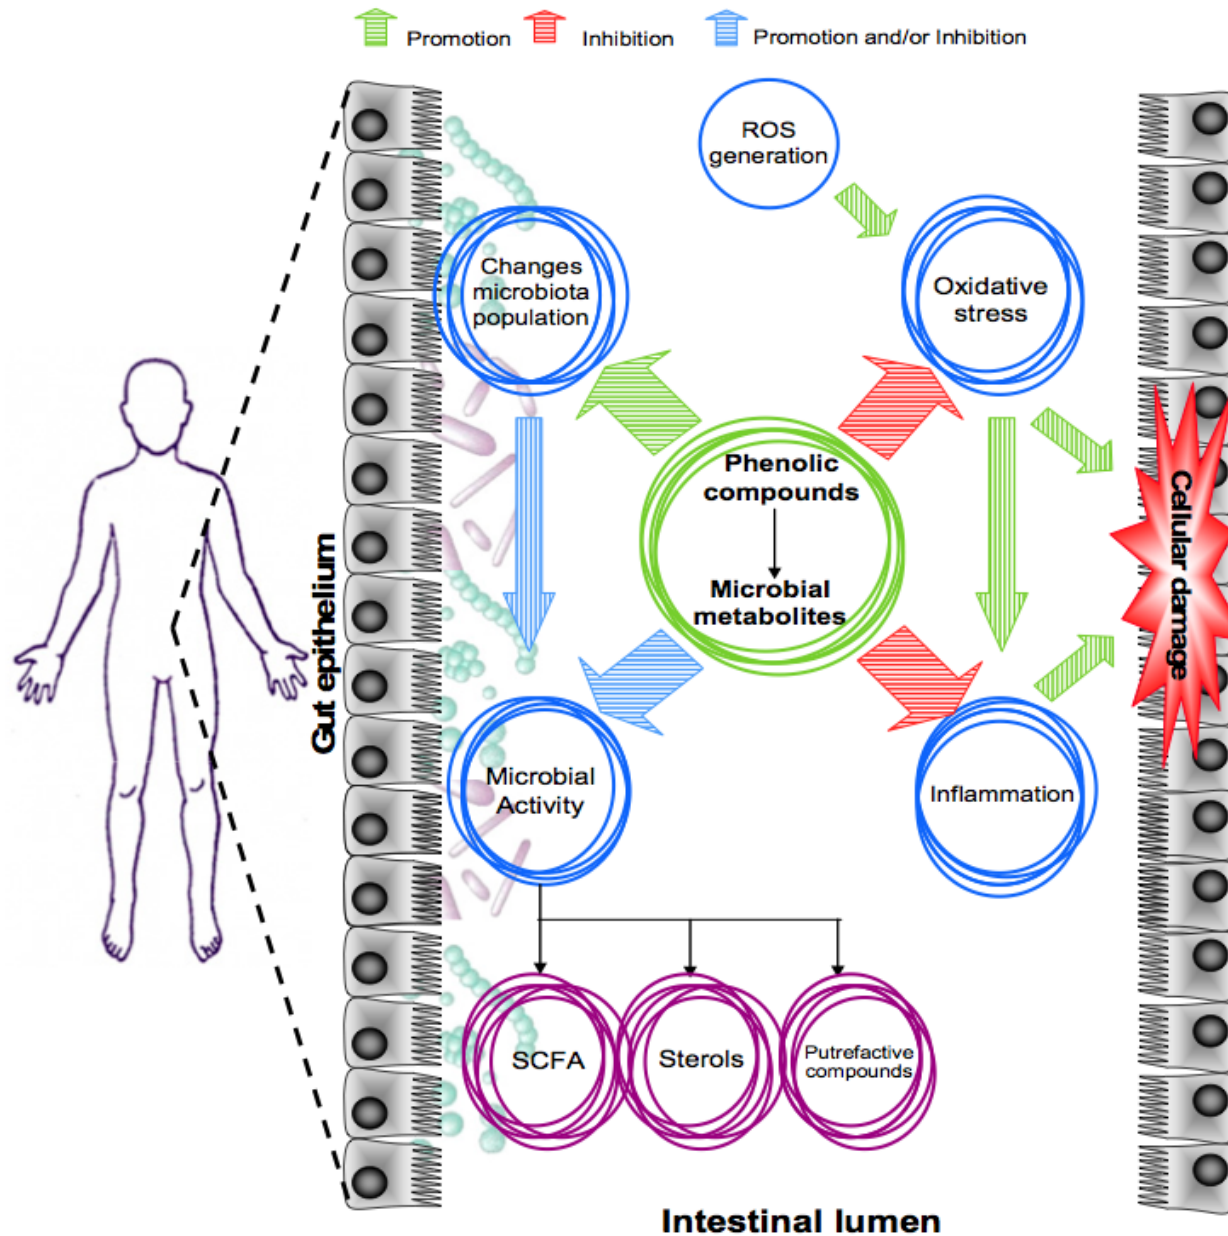 Promotion
Inhibition
Promotion and/or Inhibition
ROS
generation
Changes
microbiota
population
Oxidative
stress
Phenolic
compounds
Microbial
metabolites
Cellular damage
Gut epithelium
Microbial
Activity
Inflammation
SCFA
Sterols
Putrefactive
compounds
Intestinal lumen